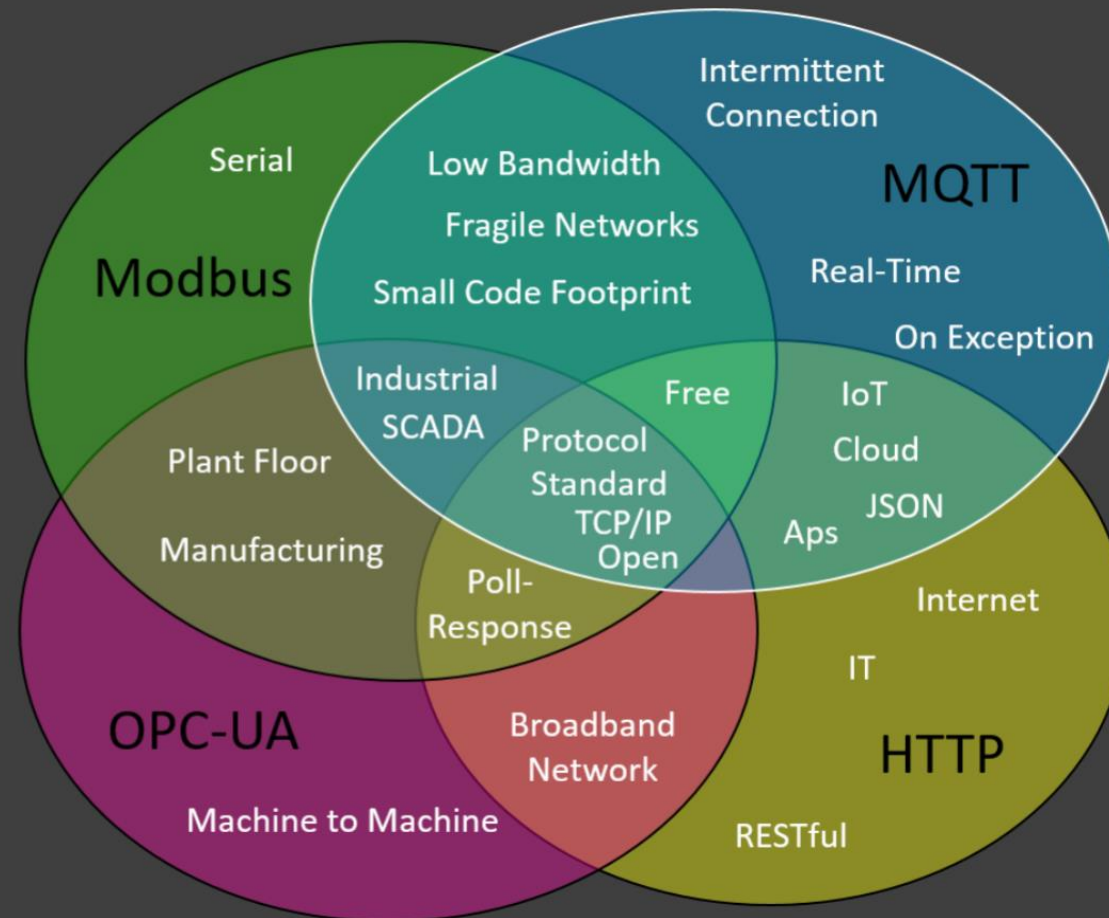 Intermittent
Connection
Serial
Low Bandwidth
MQTT
Fragile Networks
Modbus
Real-Time
Small Code Footprint
On Exception
Industrial
SCADA
Free
IoT
Protocol
Standard
TCP/IP
Open
Cloud
Plant Floor
JSON
Aps
Manufacturing
Poll-
Response
Internet
IT
OPC-UA
Broadband
Network
HTTP
Machine to Machine
RESTful